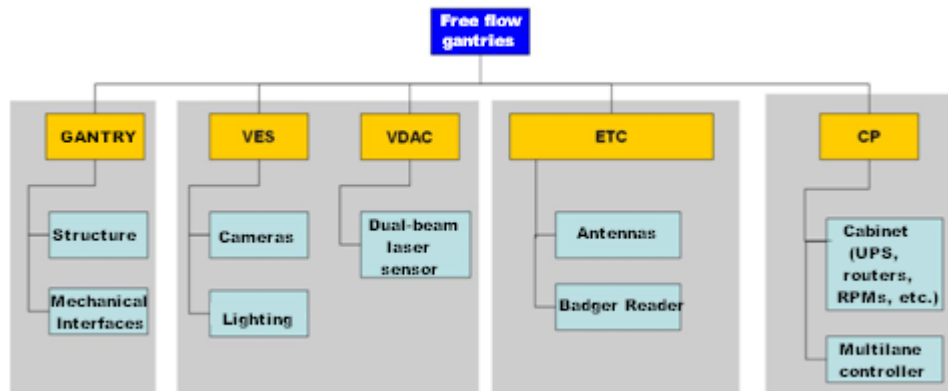 Free flow
gantries
GANTRY
VES
VDAC
ETC
CP
Structure
Mechanical
Interfaces
Cameras
Lighting
Dual-beam
laser
sensor
Antennas
Badger Reader
Cabinet
(UPS,
routers,
RPMs, etc.)
Multilane
controller